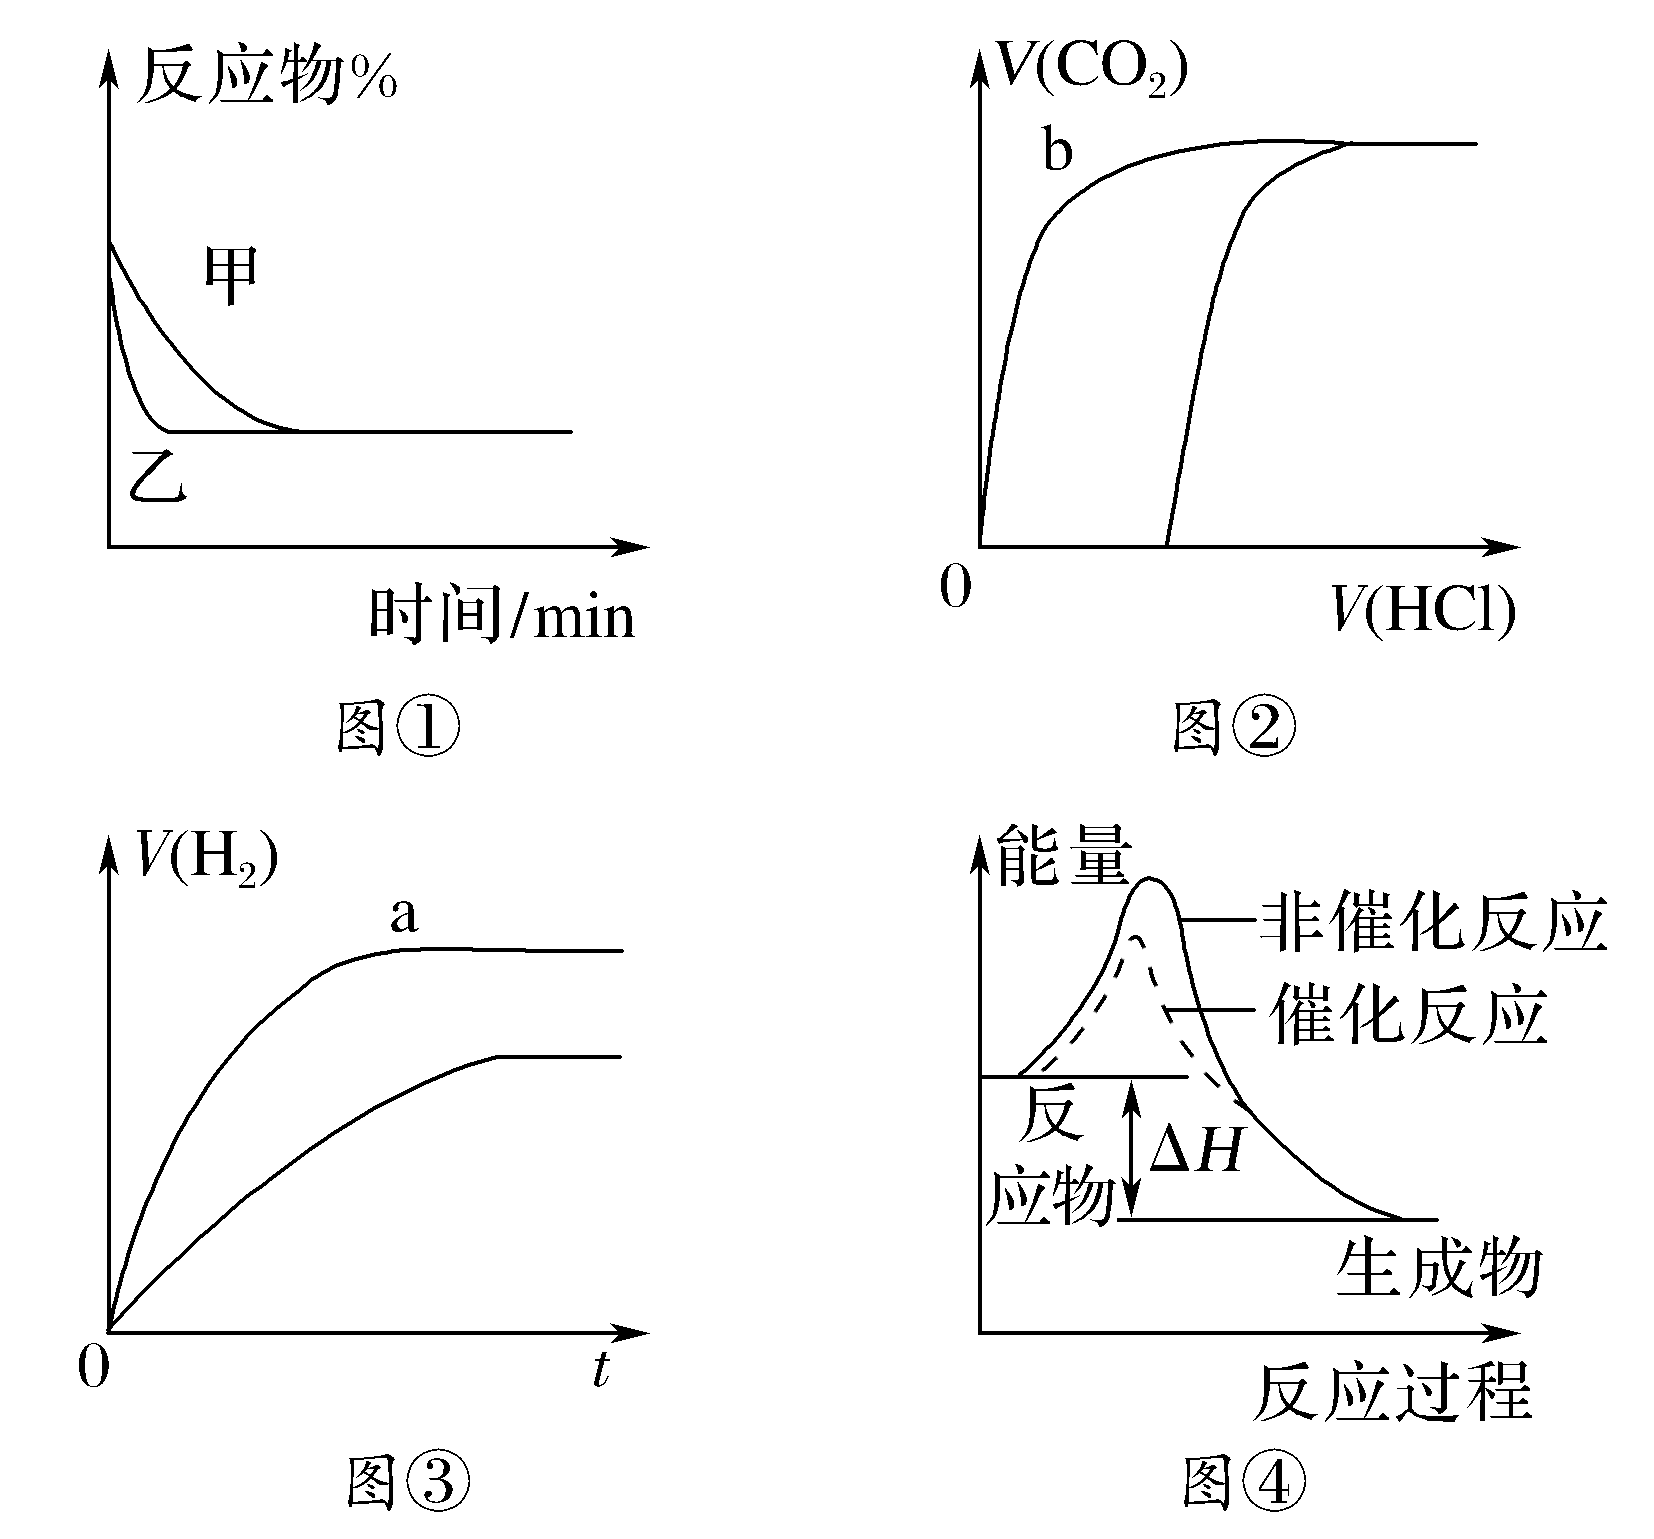 反应物%
甲
乙
时间/min
图①
V(CO₂)
b
0
V(HCl)
图②
V(H₂)
a
0
t
图③
能量
非催化反应
催化反应
反
应物
ΔH
生成物
反应过程
图④